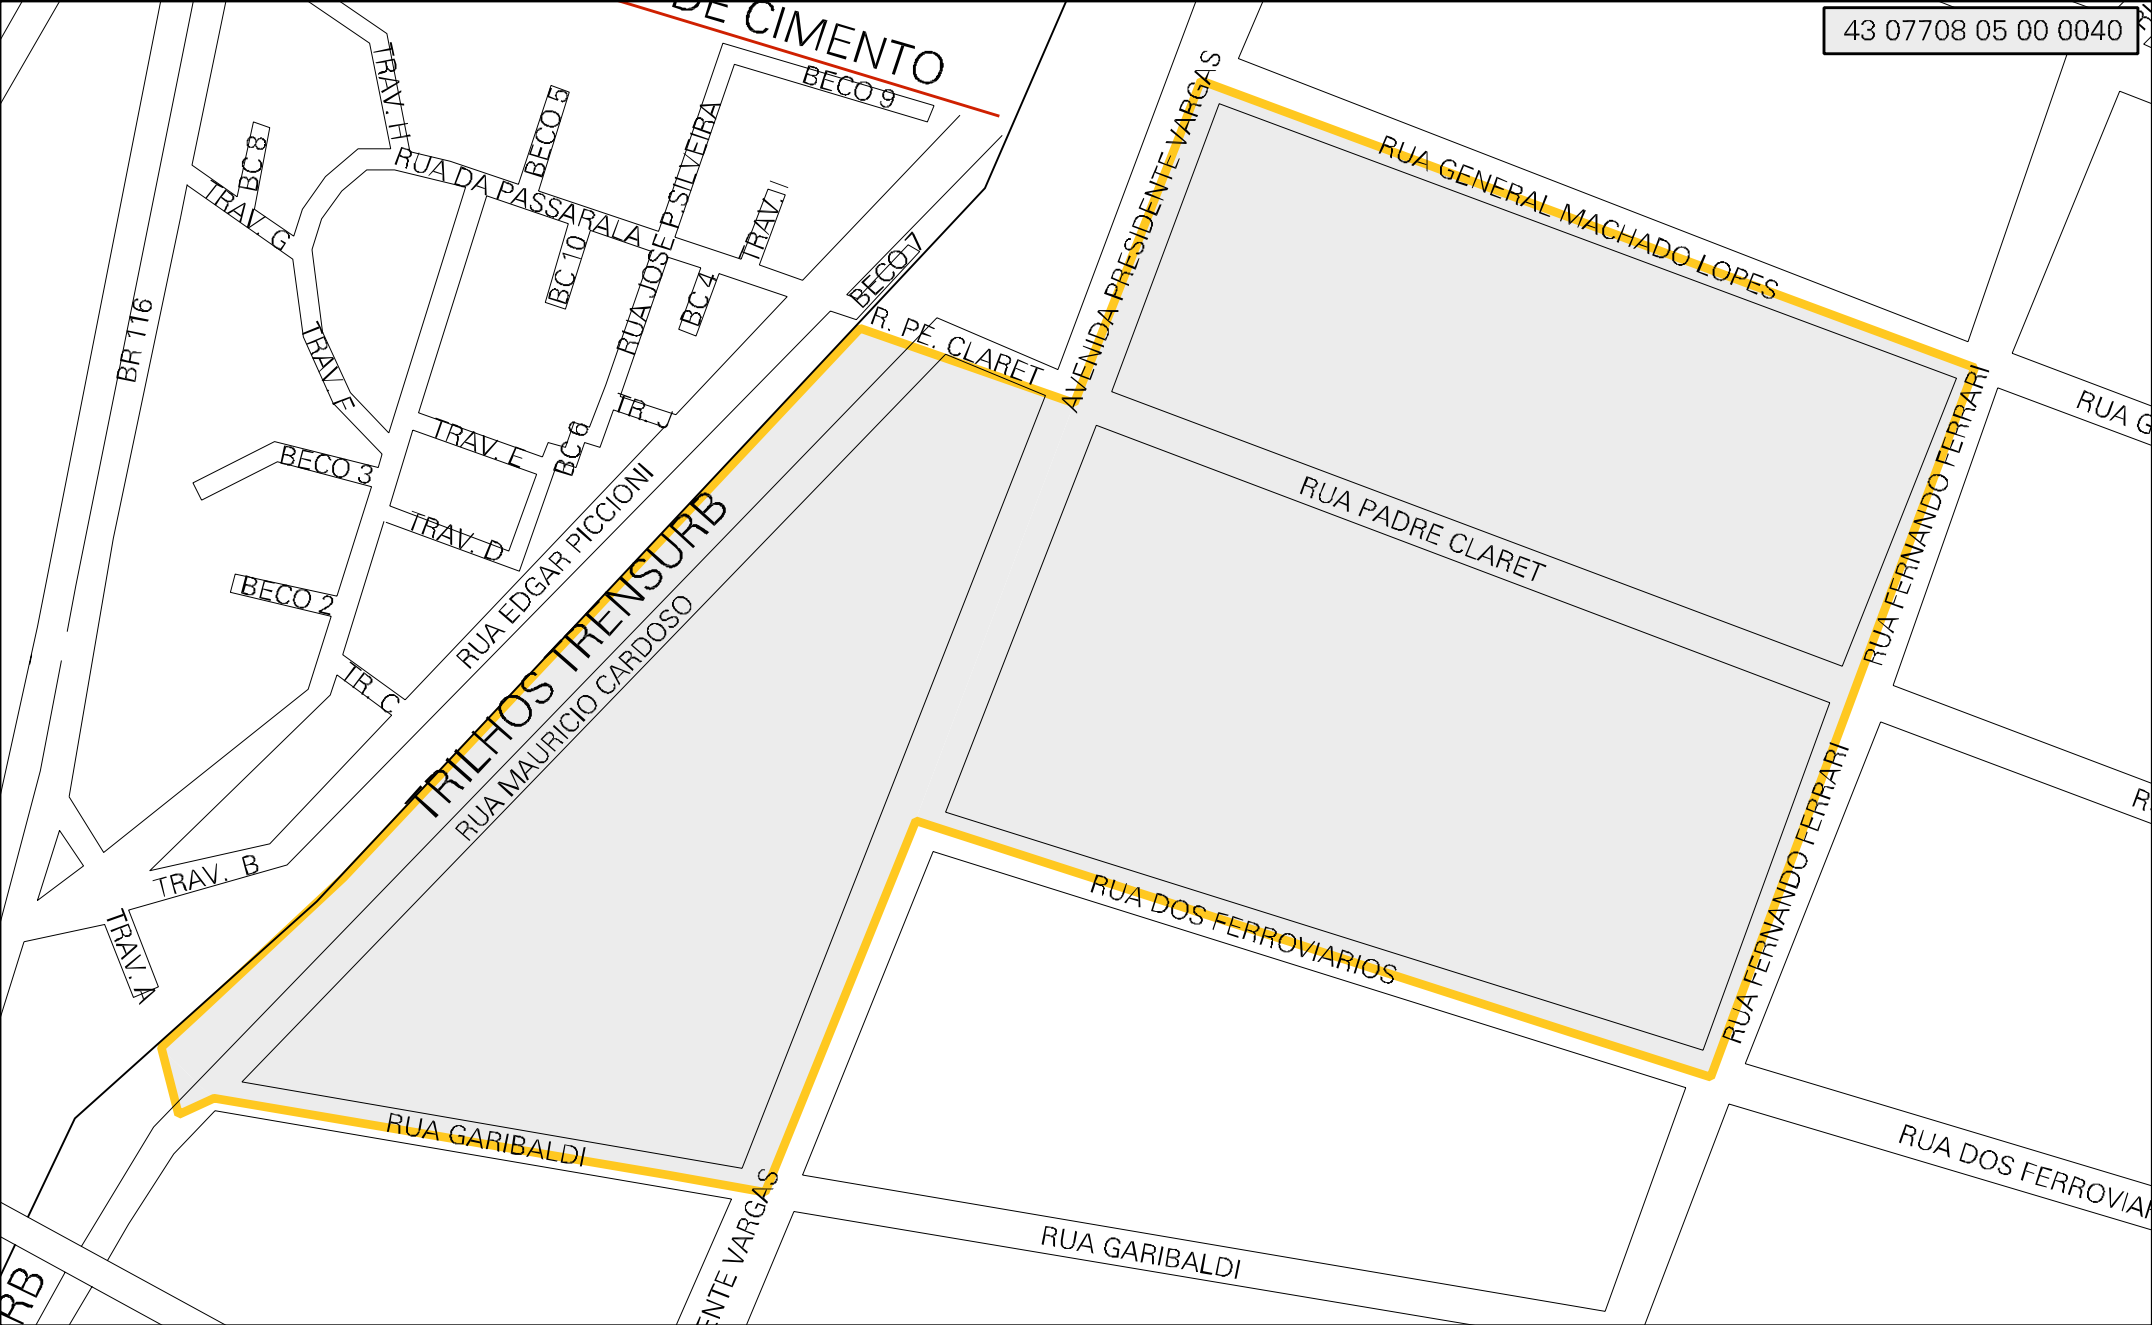 DE CIMENTO
43 07708 05 00 0040
BECO 9
TRAV. H
BECO 5
BC 8
RUA DA PASSARALA
RUA JOSE P.SILVEIRA
TRAV. I
TRAV. G
BC 10
BC 4
BECO 7
R. PE. CLARET
AVENIDA PRESIDENTE VARGAS
RUA GENERAL MACHADO LOPES
BR 116
TRAV. F
TR. J
TRAV. E
BC 6
BECO 3
TRAV. D
BECO 2
RUA EDGAR PICCIONI
TRILHOS TRENSURB
RUA MAURICIO CARDOSO
TR. C
RUA PADRE CLARET
RUA FERNANDO FERRARI
RUA G
R.
RUA FERNANDO FERRARI
TRAV. B
TRAV. A
RUA DOS FERROVIARIOS
RUA GARIBALDI
RUA DOS FERROVIAR
ENTE VARGAS
RUA GARIBALDI
RB